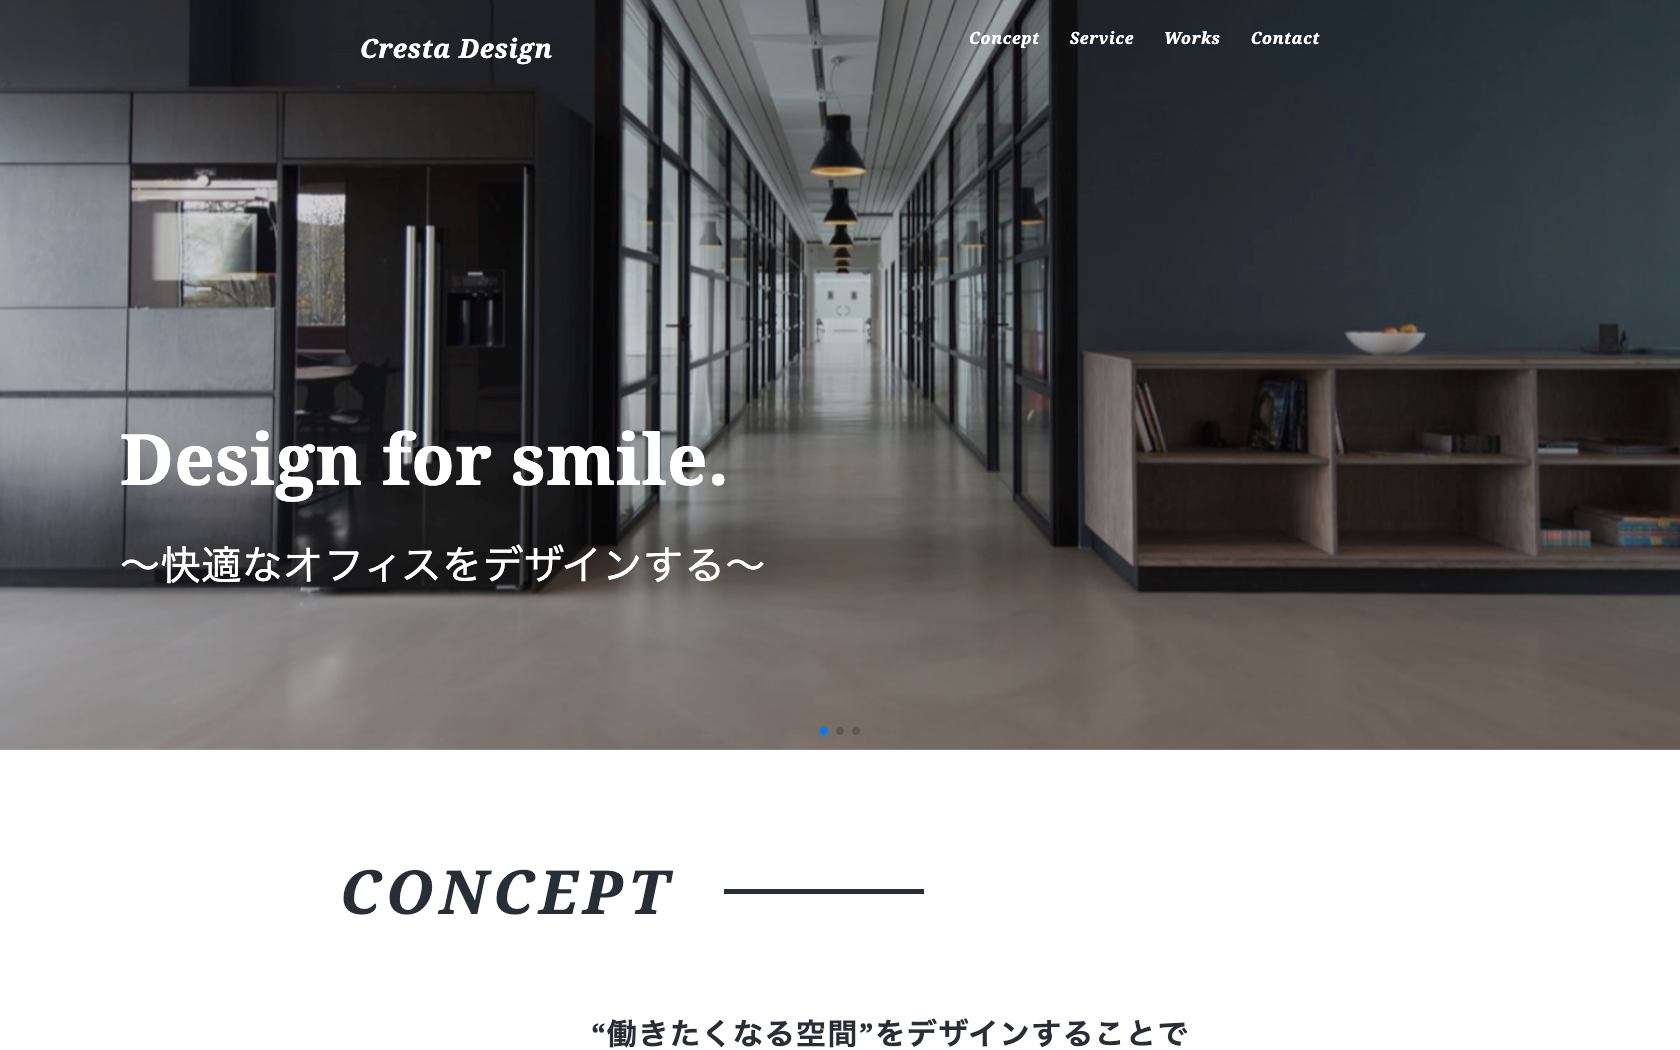 Cresta Design
Concept Service Works Contact
Design for smile.
〜快適なオフィスをデザインする〜
CONCEPT
“働きたくなる空間”をデザインすることで